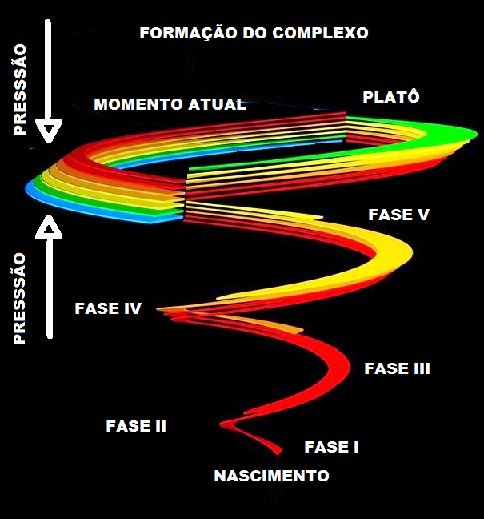 FORMAÇÃO DO COMPLEXO
PRESSSÃO
MOMENTO ATUAL
PLATÔ
FASE V
PRESSSÃO
FASE IV
FASE III
FASE II
FASE I
NASCIMENTO